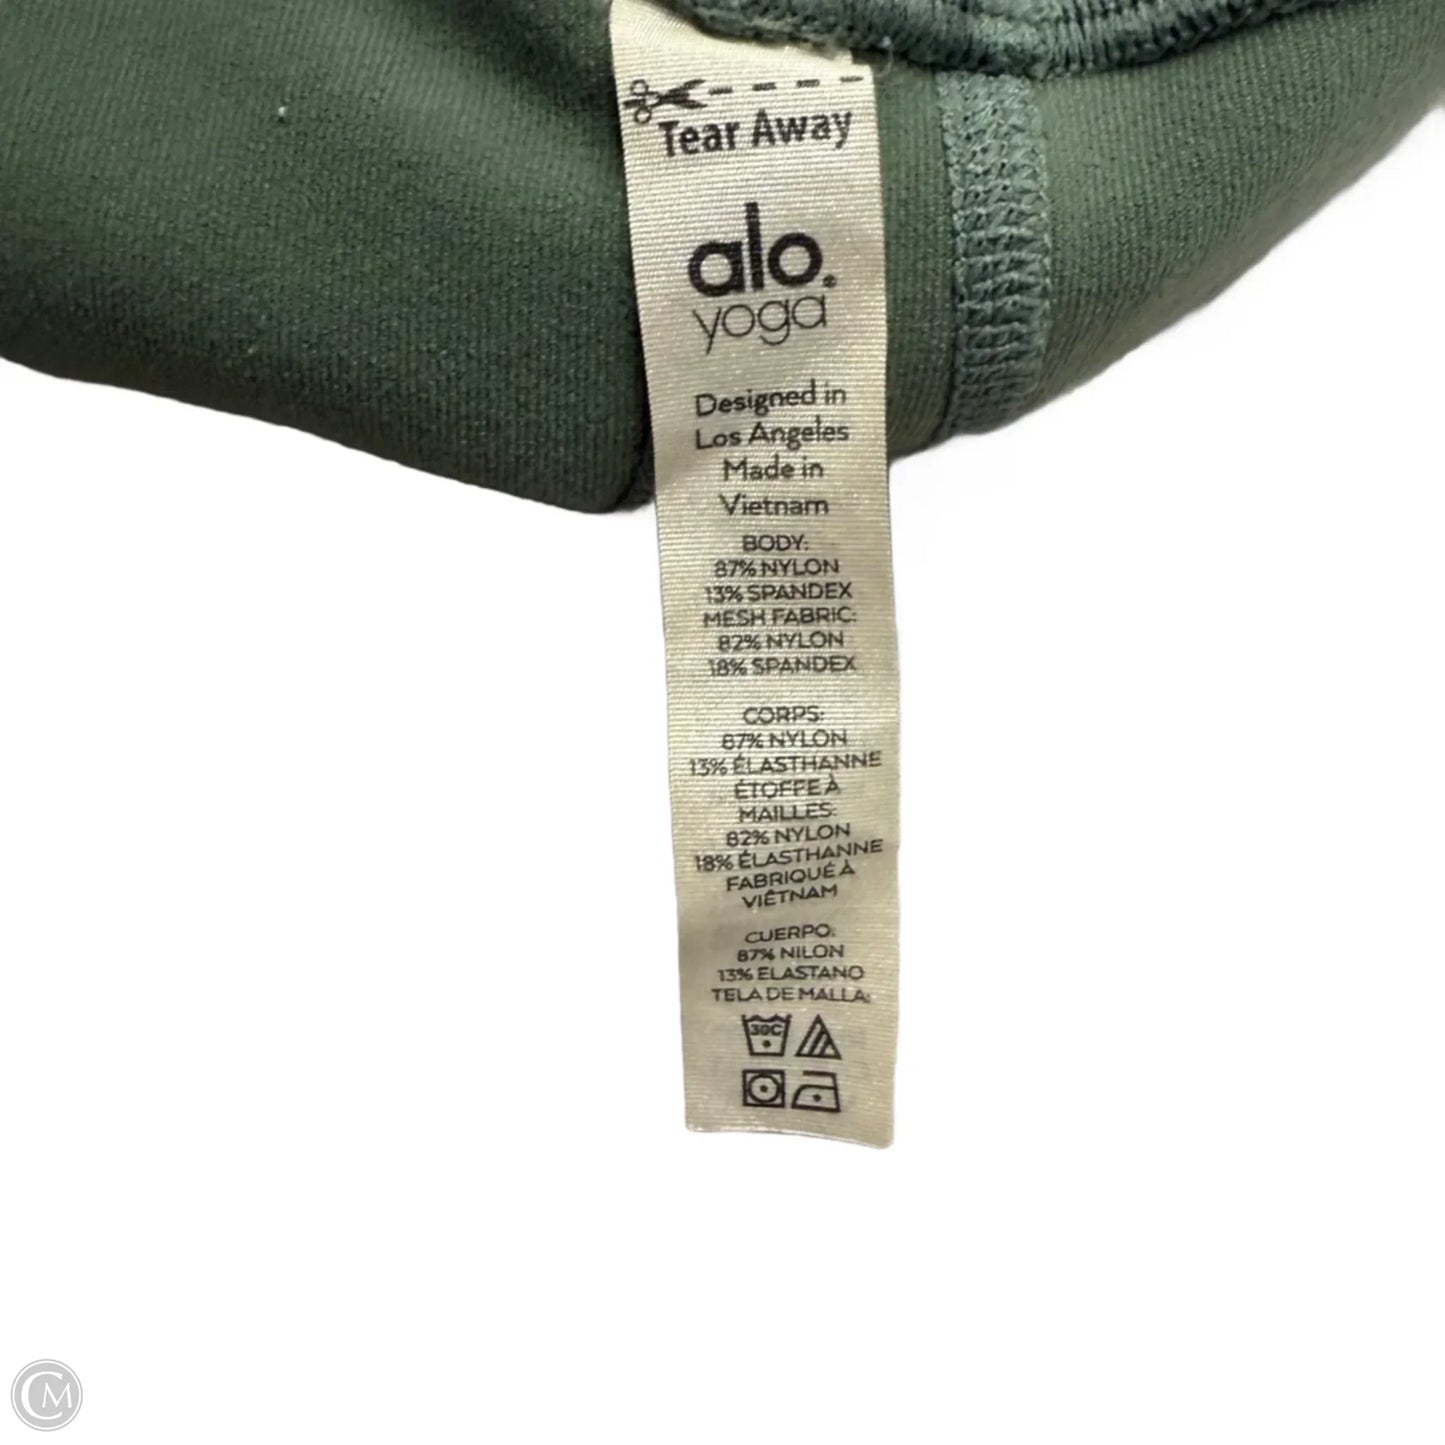 Tear Away
alo.
yoga
Designed in
Los Angeles
Made in
Vietnam
BODY:
87% NYLON
13% SPANDEX
MESH FABRIC:
82% NYLON
18% SPANDEX
CORPS:
87% NYLON
13% ÉLASTHANNE
ÉTOFFE À
MAILLES:
82% NYLON
18% ÉLASTHANNE
FABRIQUÉ À
VIÊTNAM
CUERPO:
87% NILON
13% ELASTANO
TELA DE MALLA:
30C
CM